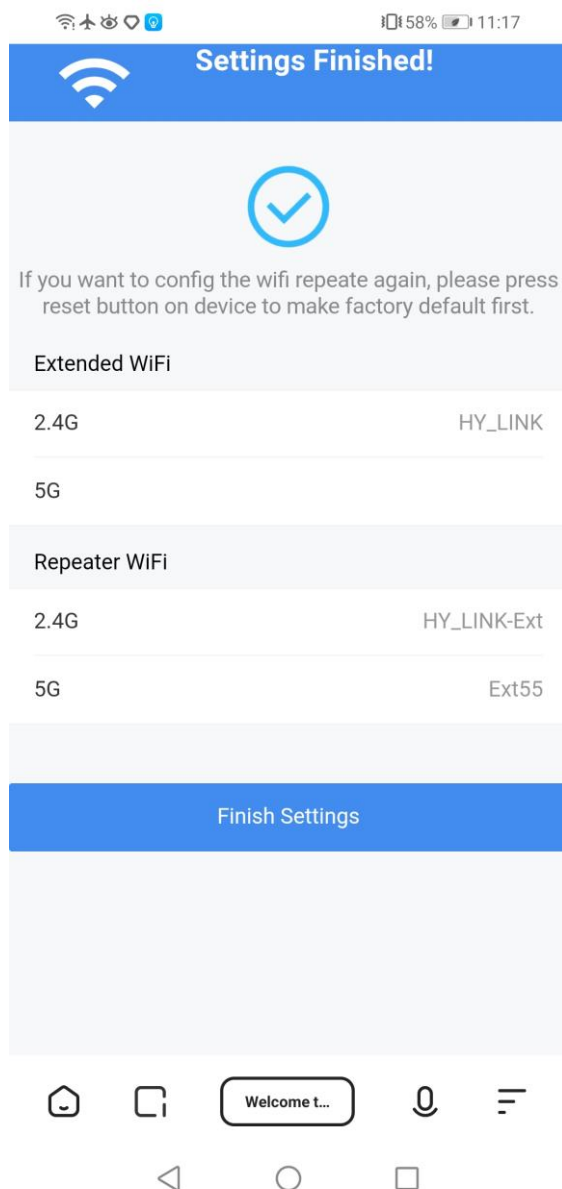 58% 11:17
Settings Finished!
If you want to config the wifi repeate again, please press
reset button on device to make factory default first.
Extended WiFi
2.4G HY_LINK
5G
Repeater WiFi
2.4G HY_LINK-Ext
5G Ext55
Finish Settings
Welcome t...